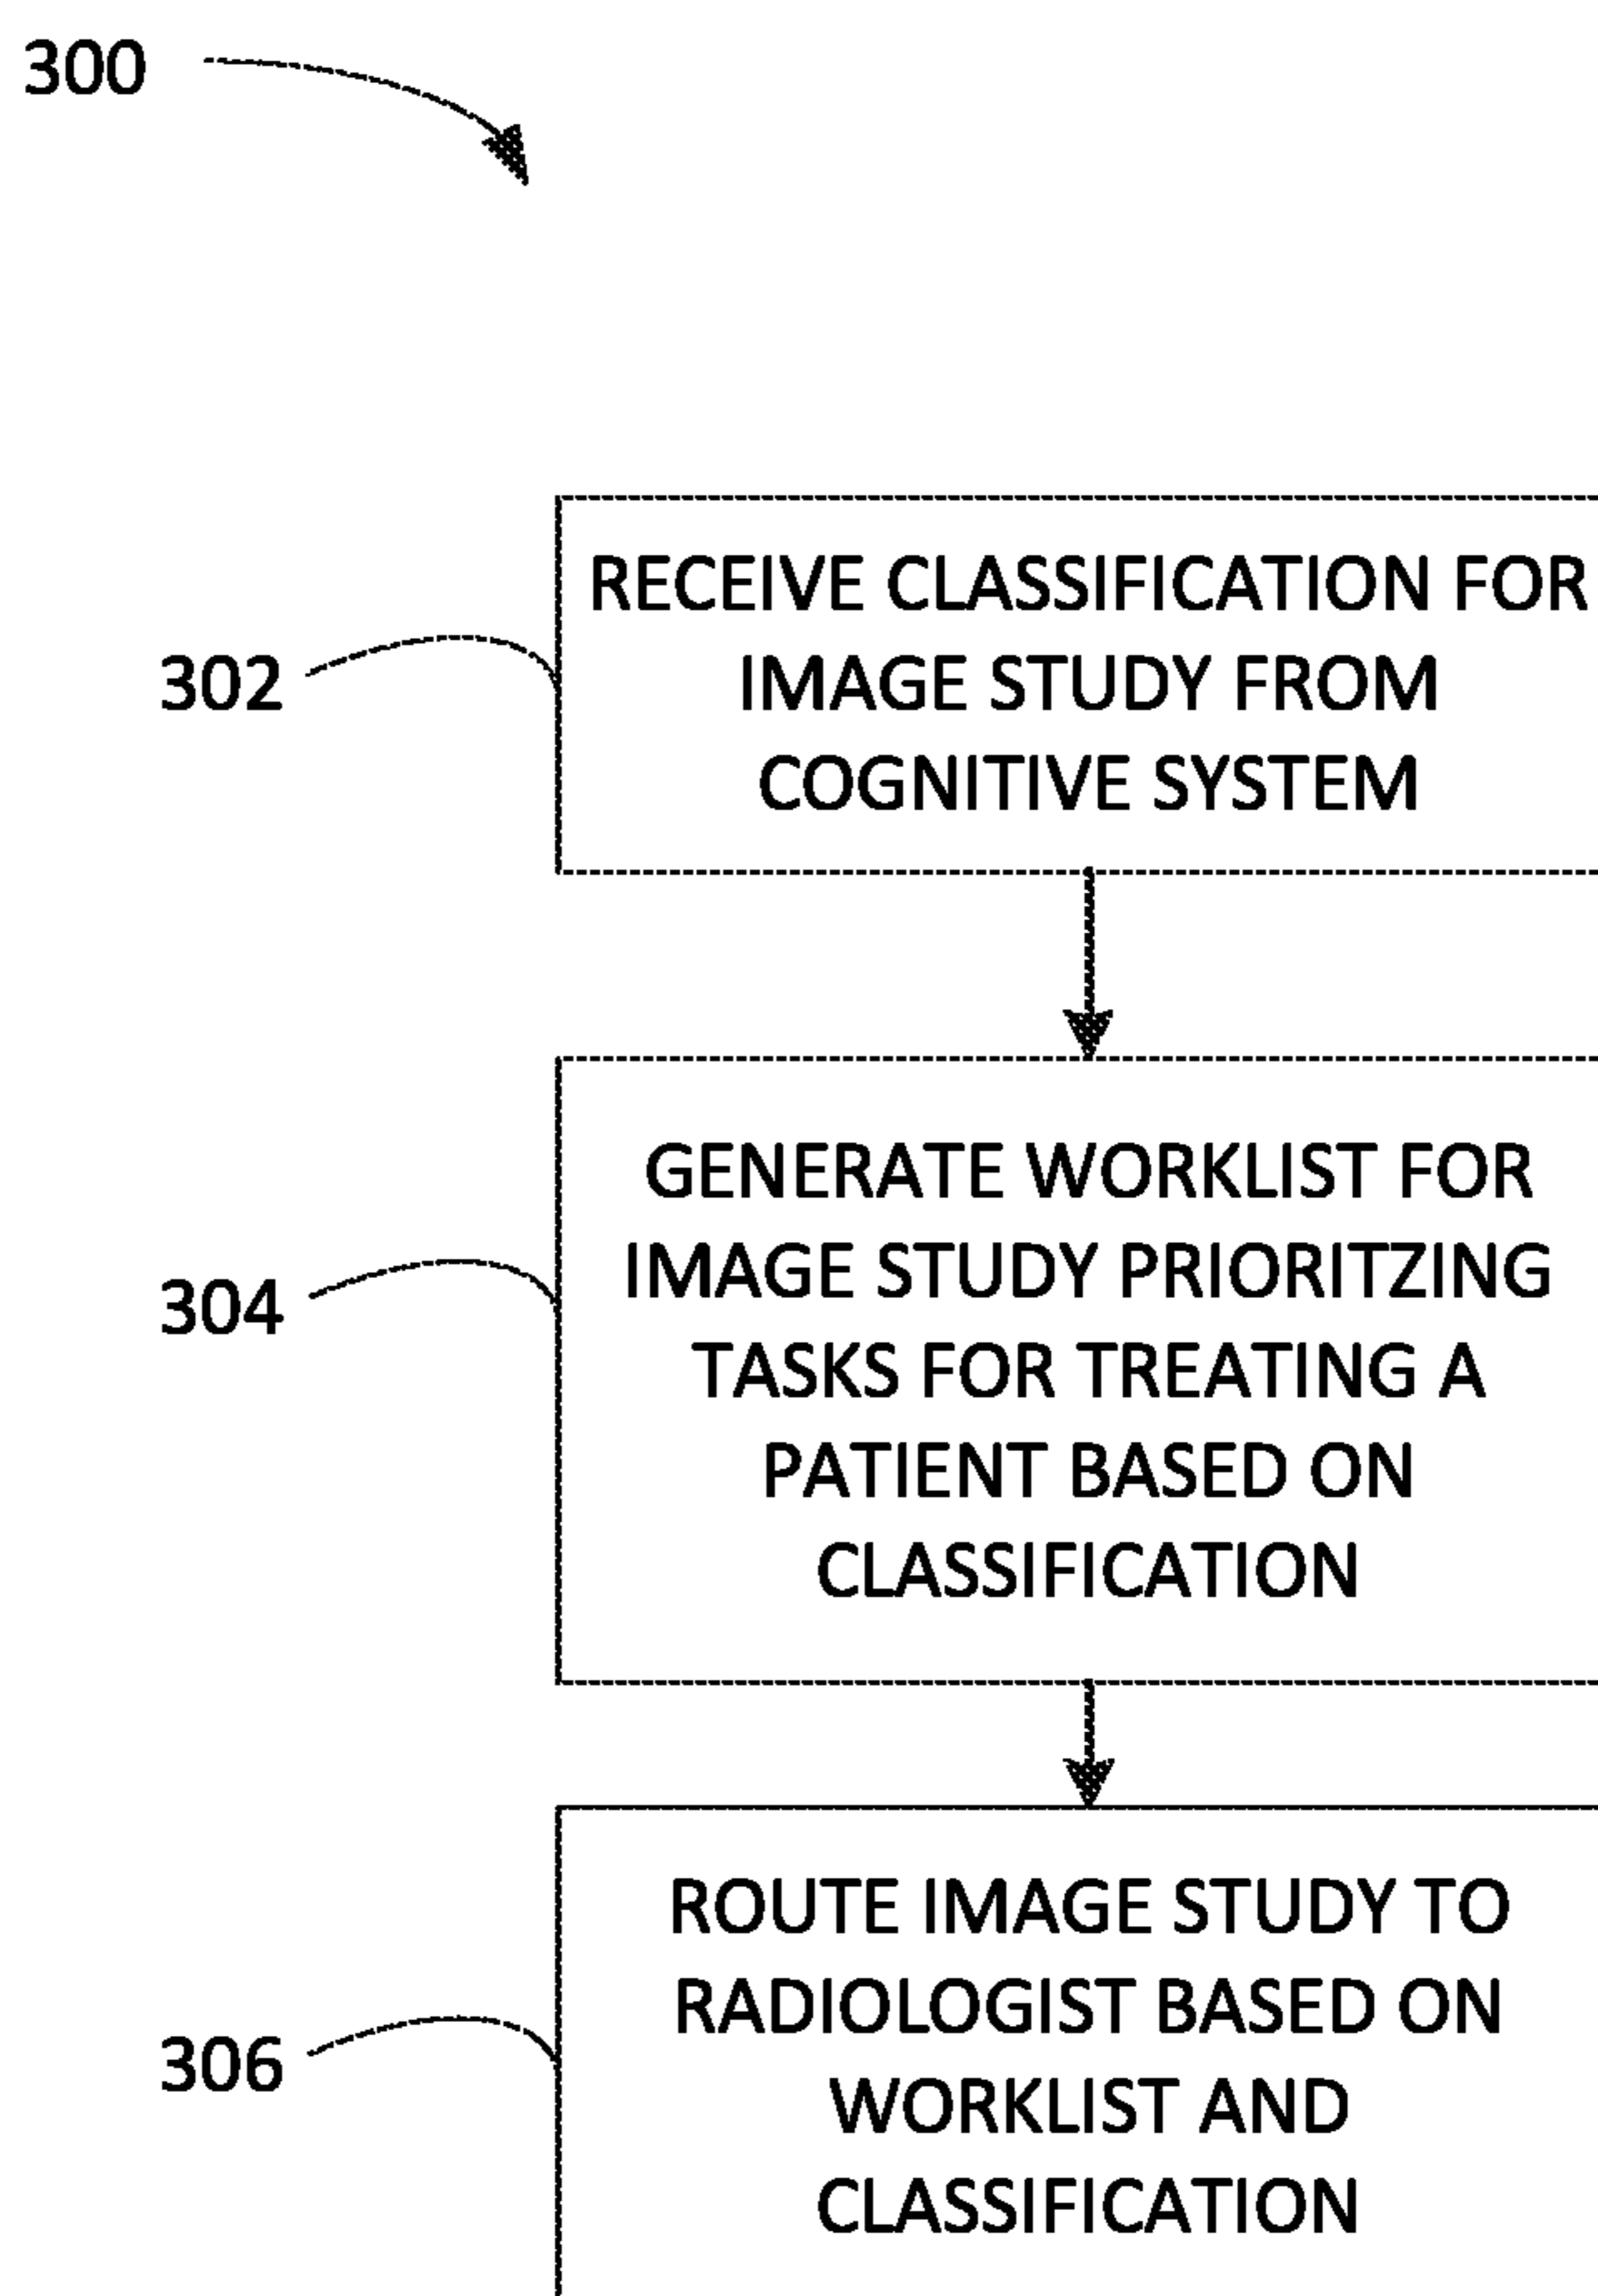 300
302
RECEIVE CLASSIFICATION FOR
IMAGE STUDY FROM
COGNITIVE SYSTEM
304
GENERATE WORKLIST FOR
IMAGE STUDY PRIORITZING
TASKS FOR TREATING A
PATIENT BASED ON
CLASSIFICATION
306
ROUTE IMAGE STUDY TO
RADIOLOGIST BASED ON
WORKLIST AND
CLASSIFICATION